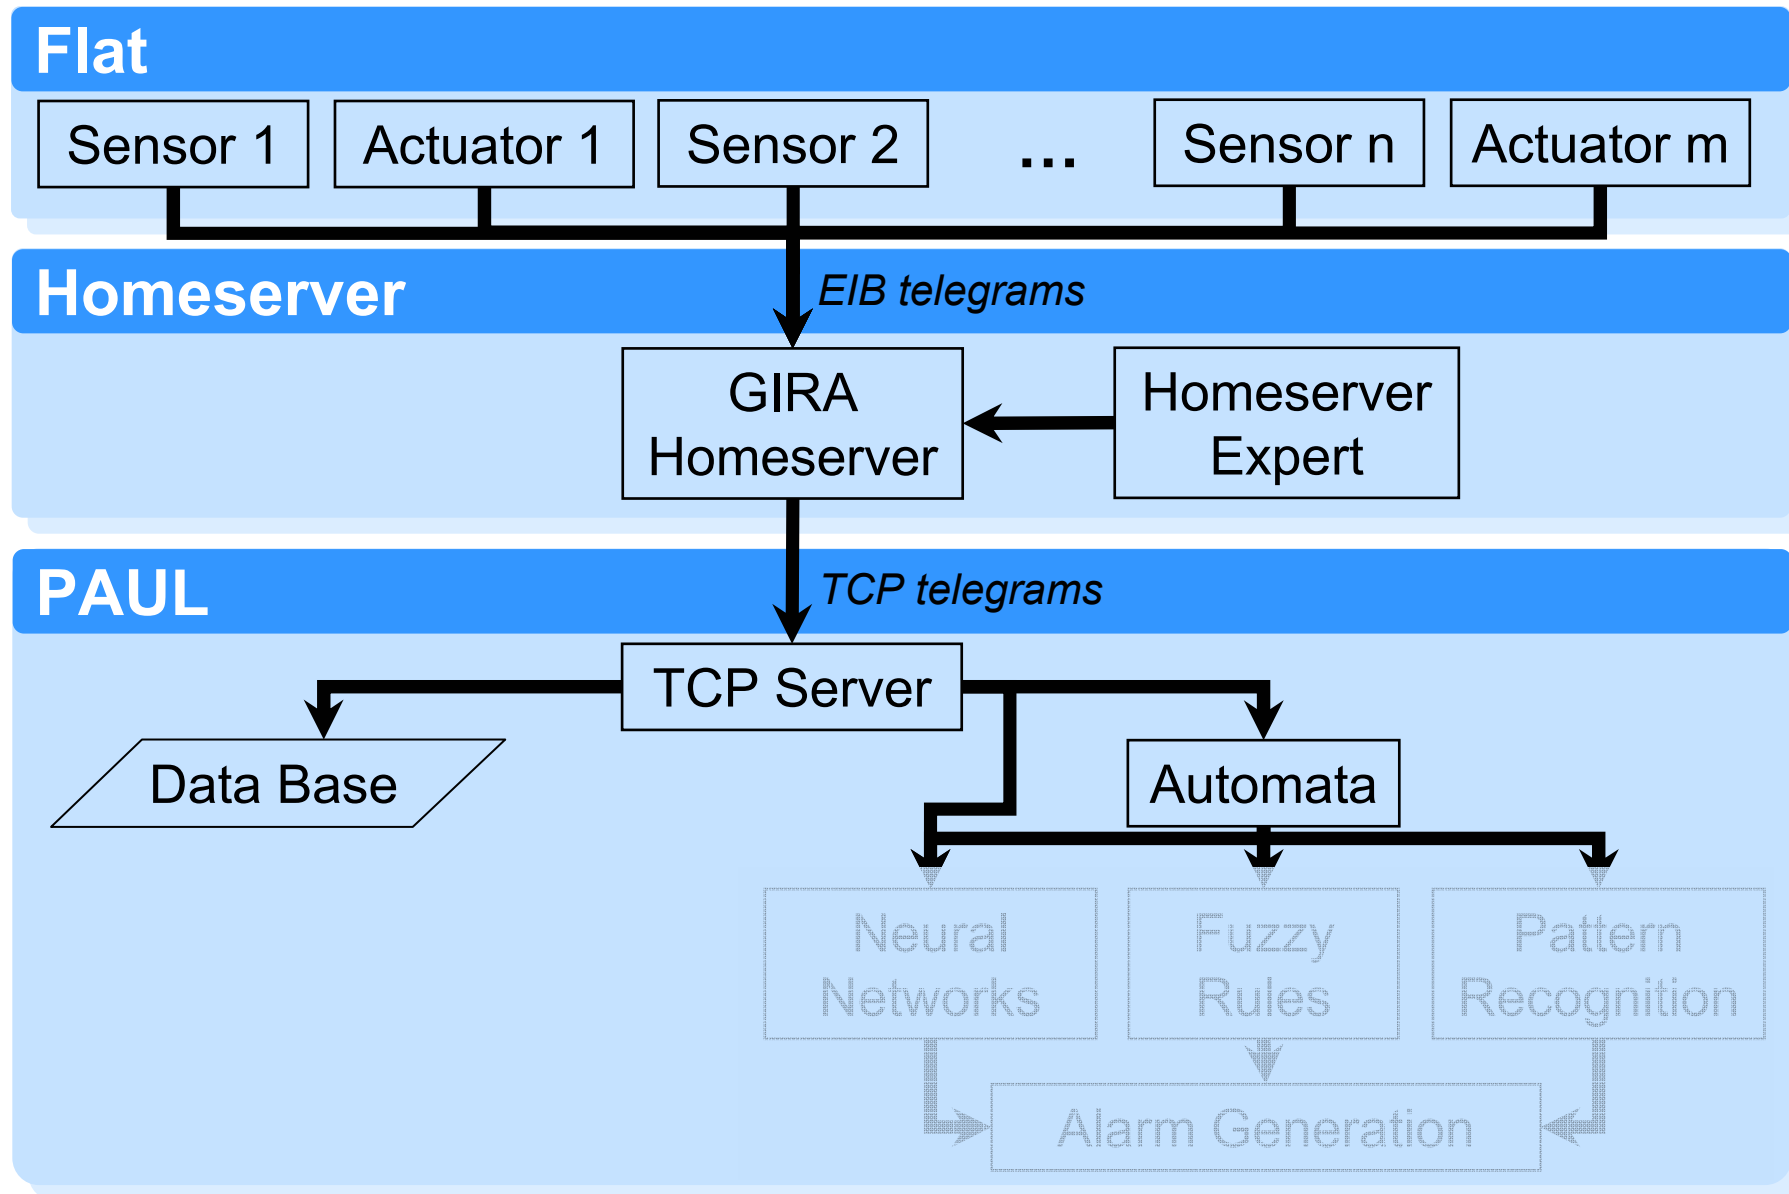 Flat
Sensor 1
Actuator 1
Sensor 2
...
Sensor n
Actuator m
Homeserver
EIB telegrams
GIRA
Homeserver
Homeserver
Expert
PAUL
TCP telegrams
TCP Server
Data Base
Automata
Neural
Networks
Fuzzy
Rules
Pattern
Recognition
Alarm Generation